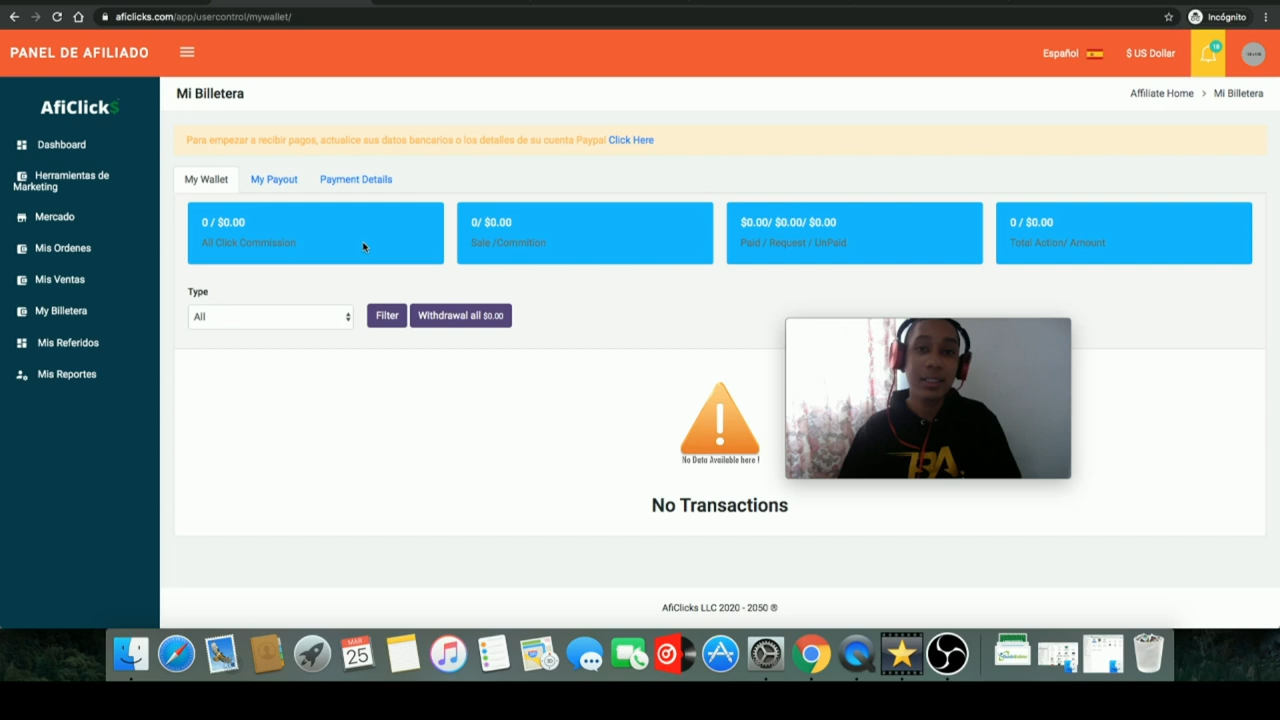 aficlicks.com/app/usercontrol/mywallet/
Incógnito
PANEL DE AFILIADO
Español
$ US Dollar
18
AfiClick$
Mi Billetera
Affiliate Home > Mi Billetera
Dashboard
Herramientas de
Marketing
Mercado
Mis Ordenes
Mis Ventas
My Billetera
Mis Referidos
Mis Reportes
Para empezar a recibir pagos, actualice sus datos bancarios o los detalles de su cuenta Paypal Click Here
My Wallet
My Payout
Payment Details
0 / $0.00
All Click Commission
0/ $0.00
Sale /Commition
$0.00/ $0.00/ $0.00
Paid / Request / UnPaid
0 / $0.00
Total Action/ Amount
Type
All
Filter
Withdrawal all $0.00
No Data Available here !
No Transactions
AfiClicks LLC 2020 - 2050 ®
MAR
25